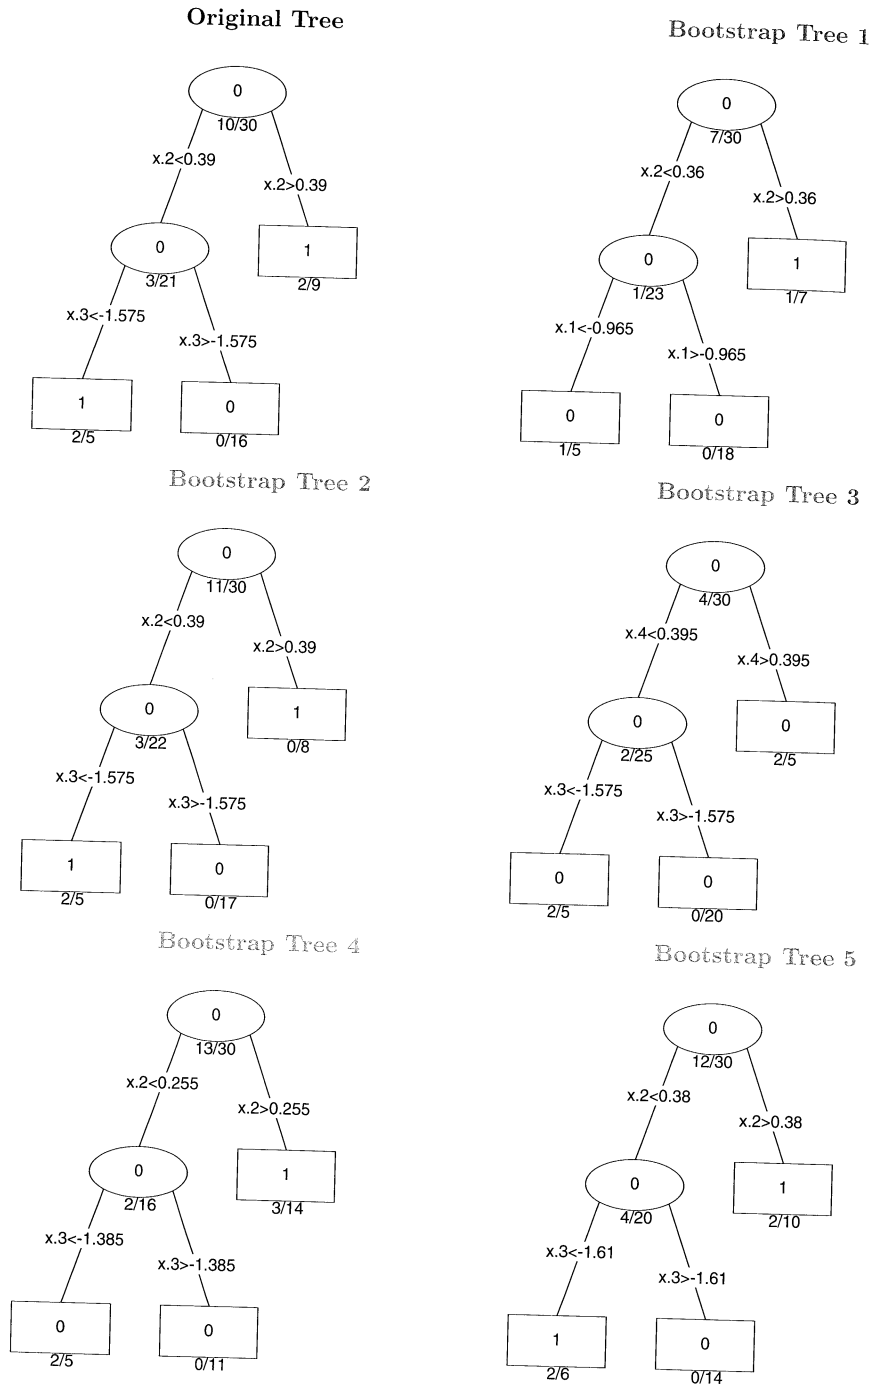 Original Tree
0
10/30
x.2<0.39
x.2>0.39
0
3/21
1
2/9
x.3<-1.575
x.3>-1.575
1
2/5
0
0/16
Bootstrap Tree 1
0
7/30
x.2<0.36
x.2>0.36
0
1/23
1
1/7
x.1<-0.965
x.1>-0.965
0
1/5
0
0/18
Bootstrap Tree 2
0
11/30
x.2<0.39
x.2>0.39
0
3/22
1
0/8
x.3<-1.575
x.3>-1.575
1
2/5
0
0/17
Bootstrap Tree 3
0
4/30
x.4<0.395
x.4>0.395
0
2/25
0
2/5
x.3<-1.575
x.3>-1.575
0
2/5
0
0/20
Bootstrap Tree 4
0
13/30
x.2<0.255
x.2>0.255
0
2/16
1
3/14
x.3<-1.385
x.3>-1.385
0
2/5
0
0/11
Bootstrap Tree 5
0
12/30
x.2<0.38
x.2>0.38
0
4/20
1
2/10
x.3<-1.61
x.3>-1.61
1
2/6
0
0/14